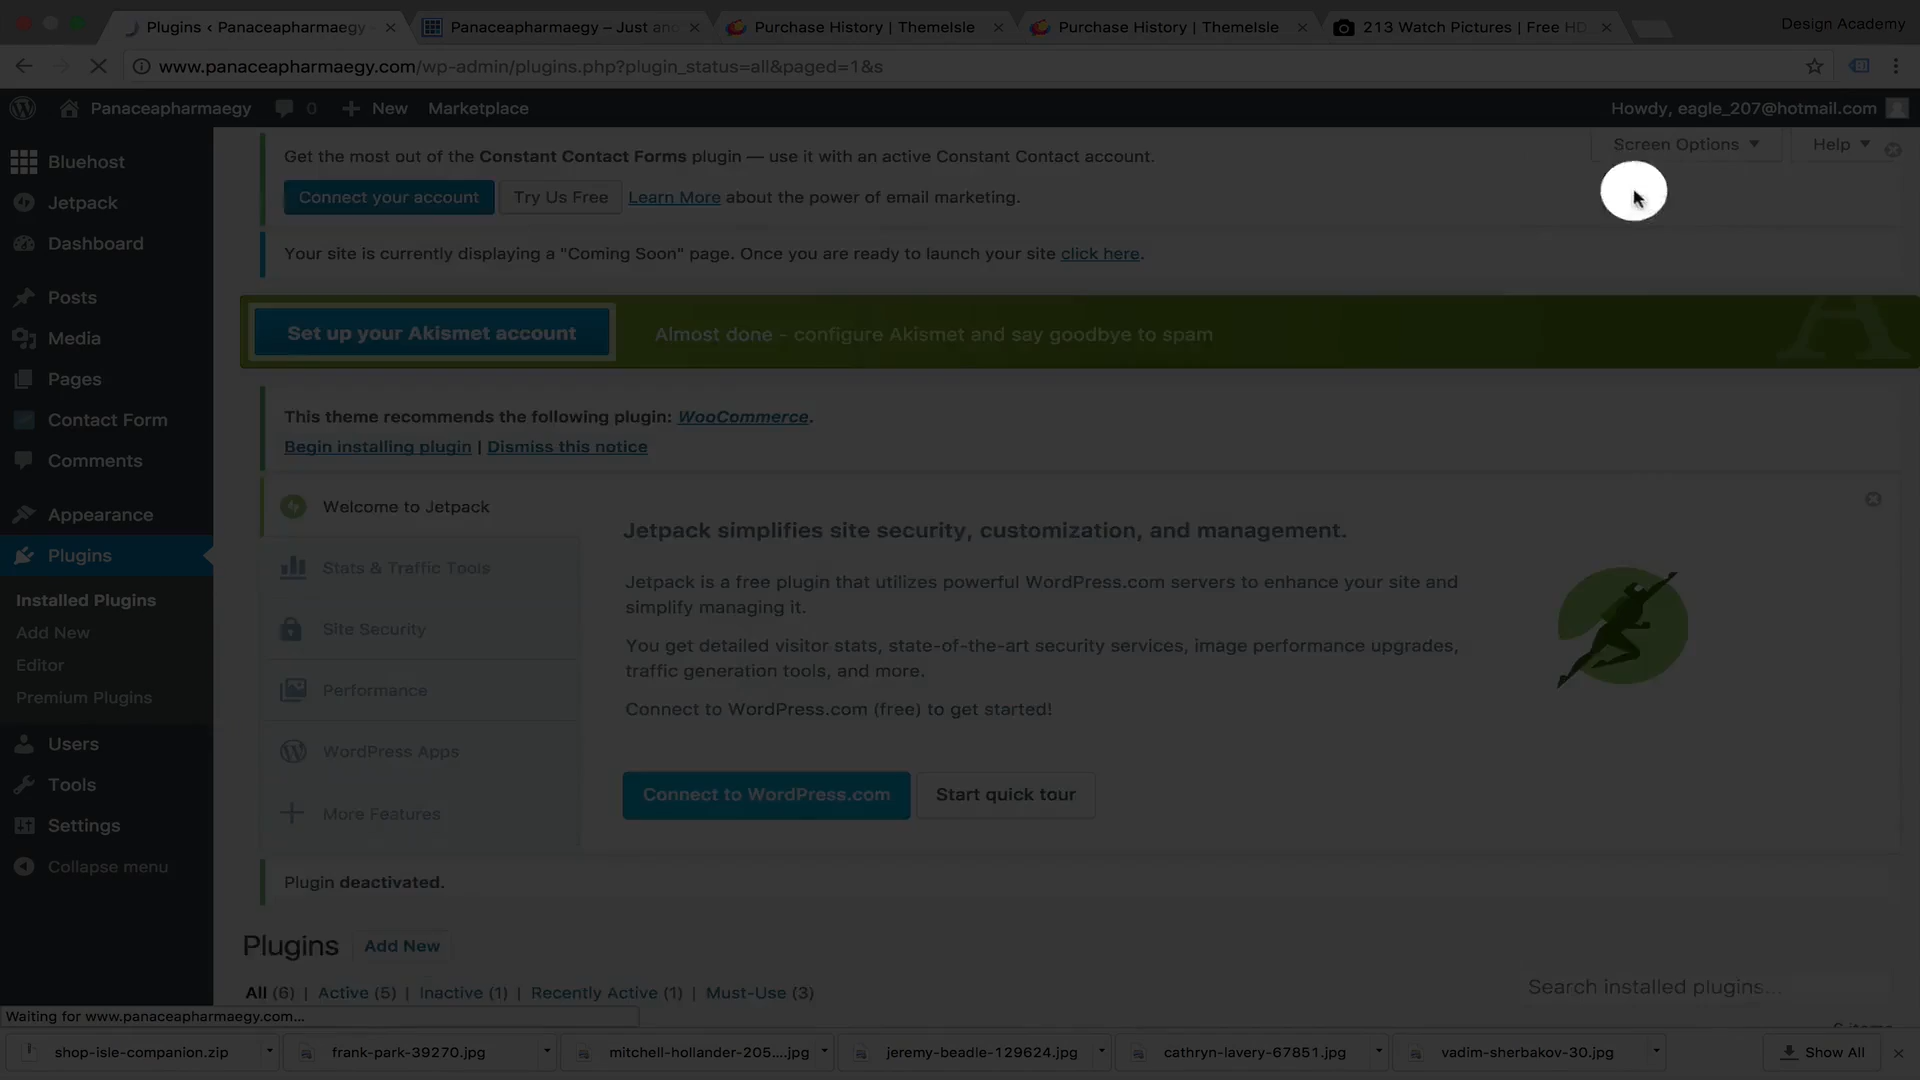 Plugins ‹ Panaceapharmaegy -
Panaceapharmaegy – Just ano
Purchase History | ThemeIsle
Purchase History | ThemeIsle
213 Watch Pictures | Free HD
Design Academy
www.panaceapharmaegy.com/wp-admin/plugins.php?plugin_status=all&paged=1&s
Panaceapharmaegy
0
New
Marketplace
Howdy, eagle_207@hotmail.com
Bluehost
Jetpack
Dashboard
Posts
Media
Pages
Contact Form
Comments
Appearance
Plugins
Installed Plugins
Add New
Editor
Premium Plugins
Users
Tools
Settings
Collapse menu
Screen Options
Help
Get the most out of the Constant Contact Forms plugin — use it with an active Constant Contact account.
Connect your account
Try Us Free
Learn More about the power of email marketing.
Your site is currently displaying a "Coming Soon" page. Once you are ready to launch your site click here.
Set up your Akismet account
Almost done - configure Akismet and say goodbye to spam
A
This theme recommends the following plugin: WooCommerce.
Begin installing plugin | Dismiss this notice
Welcome to Jetpack
Stats & Traffic Tools
Site Security
Performance
WordPress Apps
More Features
Jetpack simplifies site security, customization, and management.
Jetpack is a free plugin that utilizes powerful WordPress.com servers to enhance your site and
simplify managing it.
You get detailed visitor stats, state-of-the-art security services, image performance upgrades,
traffic generation tools, and more.
Connect to WordPress.com (free) to get started!
Connect to WordPress.com
Start quick tour
Plugin deactivated.
Plugins
Add New
All (6) | Active (5) | Inactive (1) | Recently Active (1) | Must-Use (3)
Search installed plugins...
6 items
Waiting for www.panaceapharmaegy.com...
shop-isle-companion.zip
frank-park-39270.jpg
mitchell-hollander-205....jpg
jeremy-beadle-129624.jpg
cathryn-lavery-67851.jpg
vadim-sherbakov-30.jpg
Show All